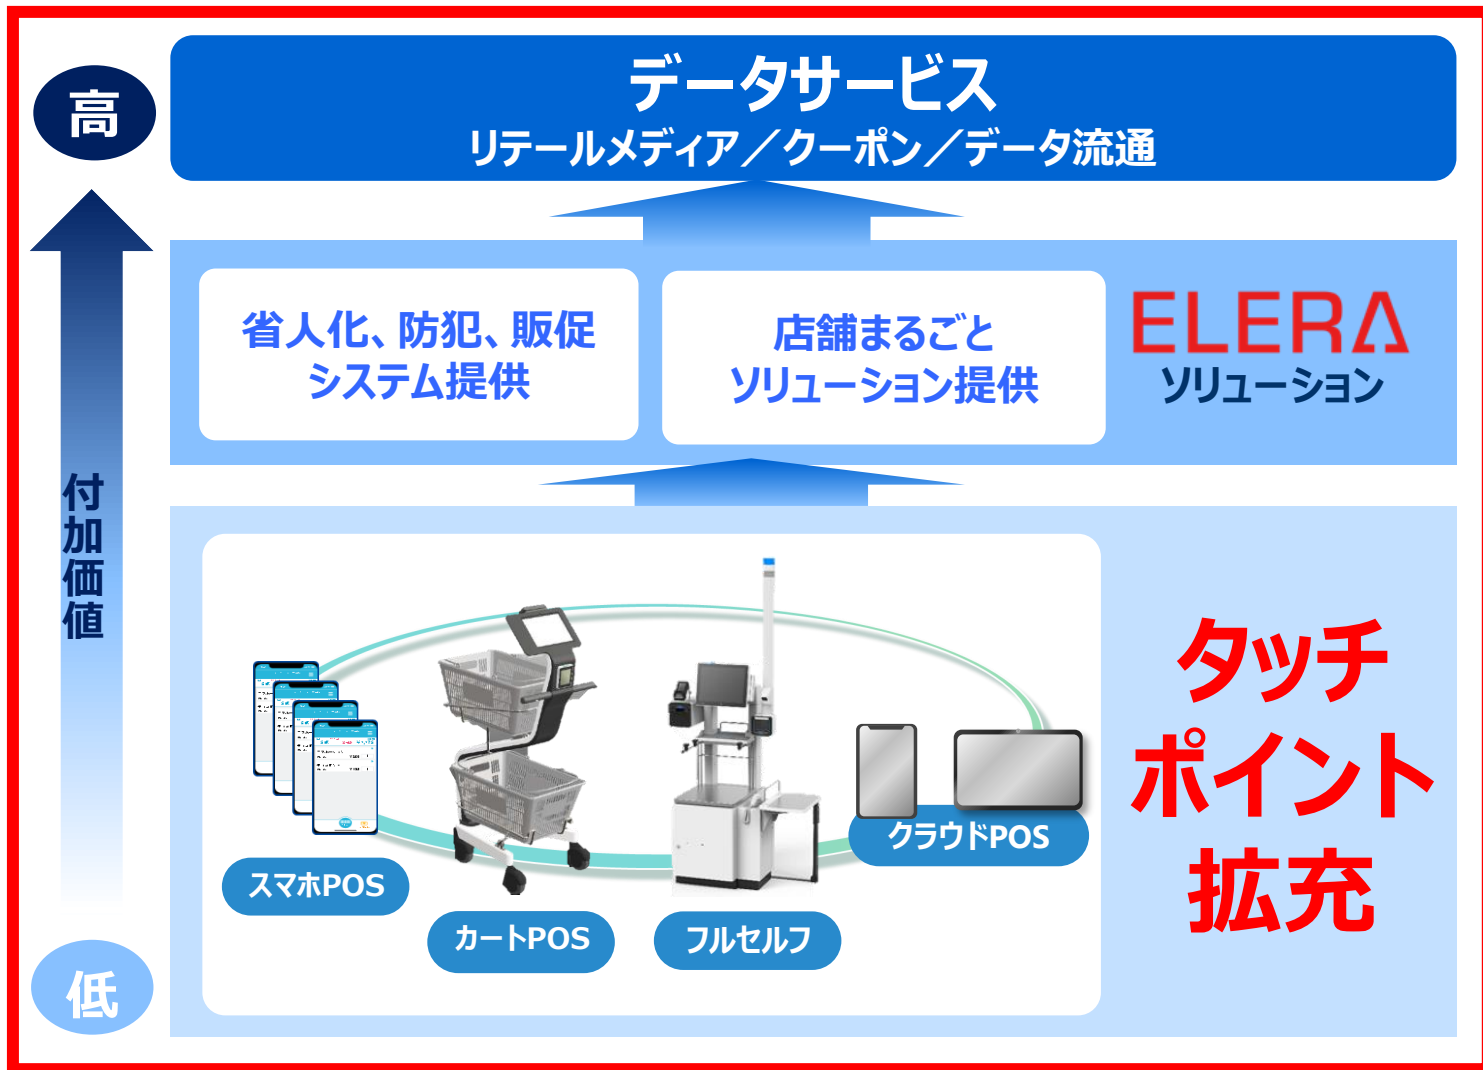 高
データサービス
リテールメディア／クーポン／データ流通
付加価値
省人化、防犯、販促
システム提供
店舗まるごと
ソリューション提供
ELERA
ソリューション
タッチ
ポイント
拡充
スマホPOS
カートPOS
フルセルフ
クラウドPOS
低